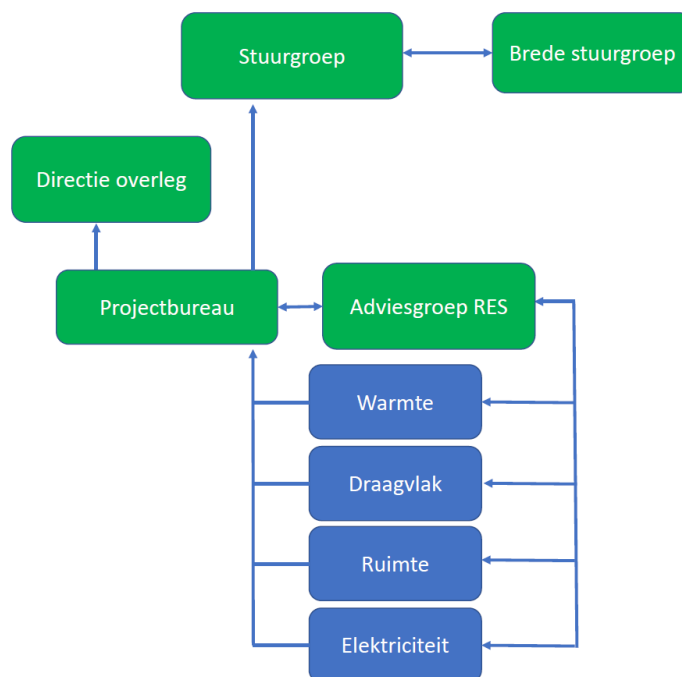 Stuurgroep
Brede stuurgroep
Directie overleg
Projectbureau
Adviesgroep RES
Warmte
Draagvlak
Ruimte
Elektriciteit